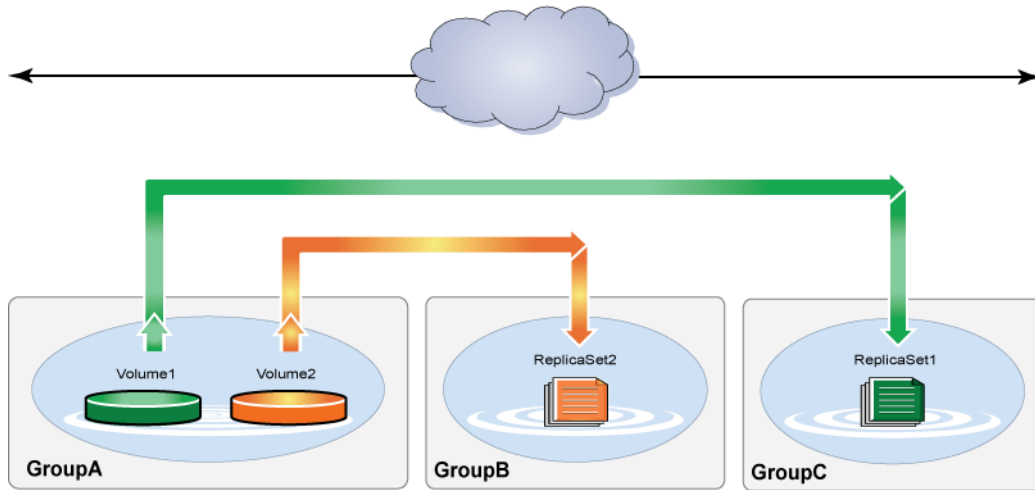 Volume1
Volume2
ReplicaSet2
ReplicaSet1
GroupA
GroupB
GroupC